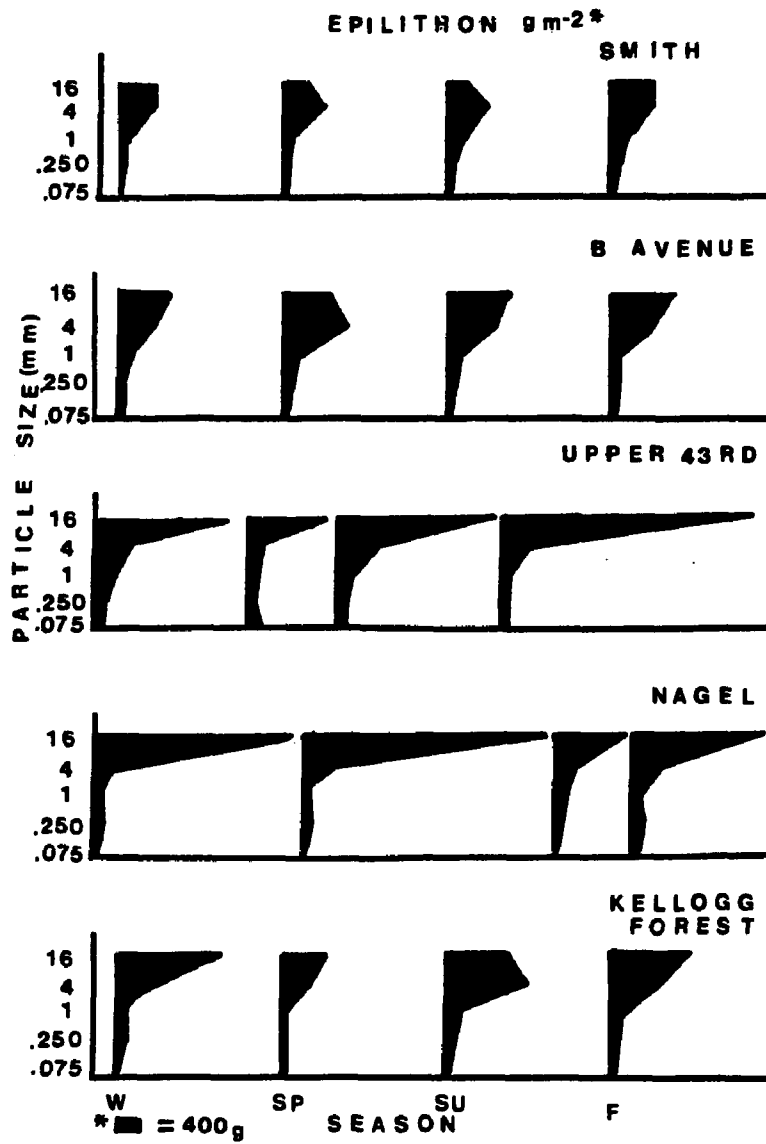 EPILITHON gm-2*
SMITH
16
4
1
.250
.075
B AVENUE
16
4
1
.250
.075
PARTICLE SIZE (mm)
UPPER 43RD
16
4
1
.250
.075
NAGEL
16
4
1
.250
.075
KELLOGG
FOREST
16
4
1
.250
.075
W SP SU F
*■ = 400g SEASON